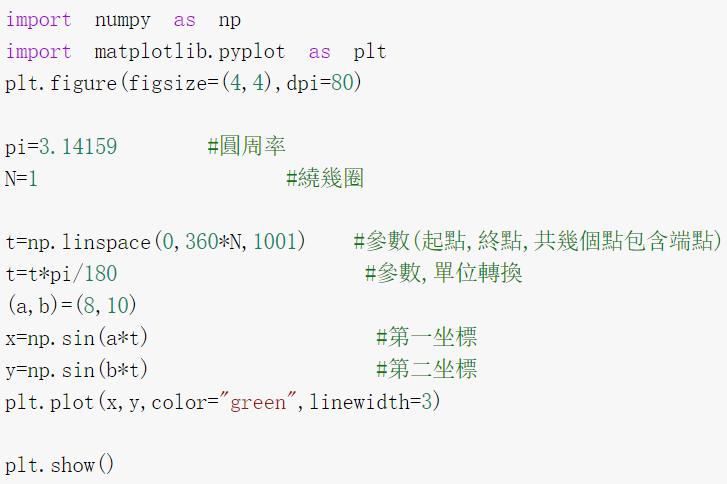 import numpy as np
import matplotlib.pyplot as plt
plt.figure(figsize=(4,4),dpi=80)
pi=3.14159 #圓周率
N=1 #繞幾圈
t=np.linspace(0,360*N,1001) #參數(起點,終點,共幾個點包含端點)
t=t*pi/180 #參數,單位轉換
(a,b)=(8,10)
x=np.sin(a*t) #第一坐標
y=np.sin(b*t) #第二坐標
plt.plot(x,y,color="green",linewidth=3)
plt.show()